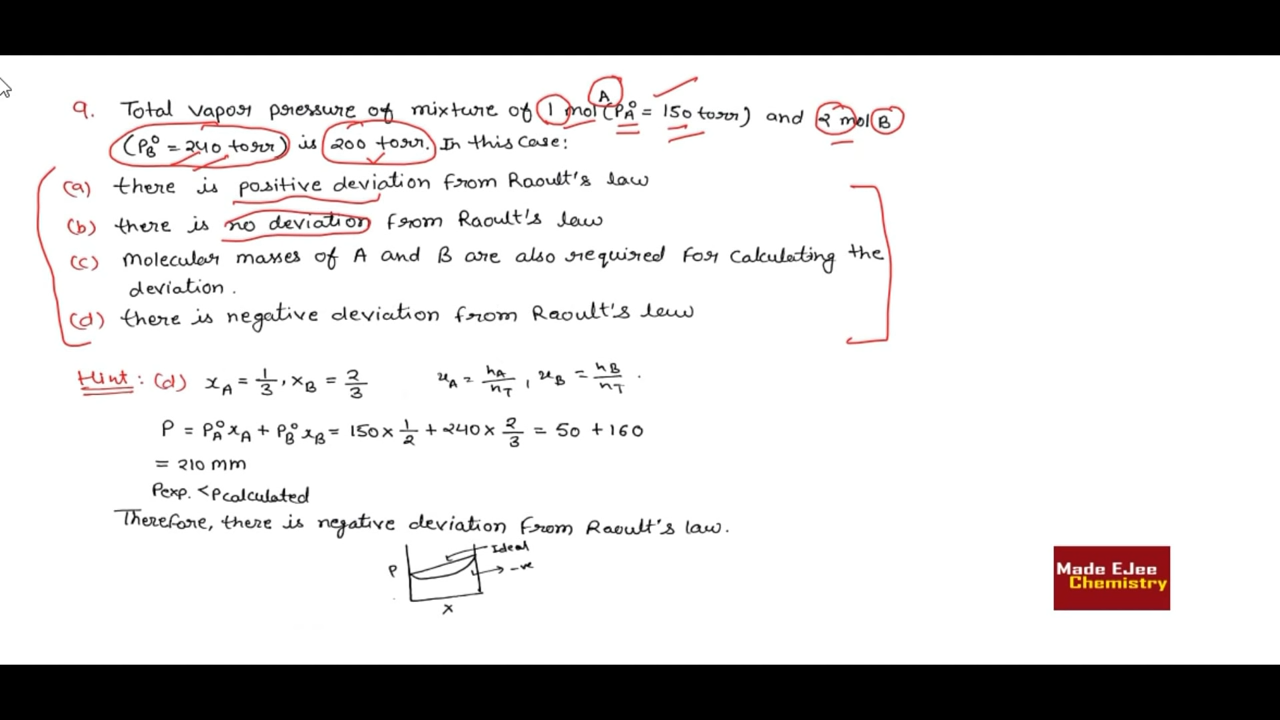 9. Total vapor pressure of mixture of 1 mol A (P°A = 150 torr) and 2 mol B
(P°B = 240 torr) is 200 torr. In this case:
(a) there is positive deviation from Raoult's law
(b) there is no deviation from Raoult's law
(c) molecular masses of A and B are also required for calculating the
deviation.
(d) there is negative deviation from Raoult's law
Hint: (d) xA = 1/3, xB = 2/3 xA = nA/nT, xB = nB/nT.
P = P°A xA + P°B xB = 150 × 1/2 + 240 × 2/3 = 50 + 160
= 210 mm
Pexp. < Pcalculated
Therefore, there is negative deviation from Raoult's law.
Ideal
P
-ve
x
Made EJee
Chemistry